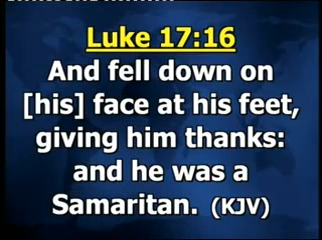 Luke 17:16
And fell down on
[his] face at his feet,
giving him thanks:
and he was a
Samaritan. (KJV)